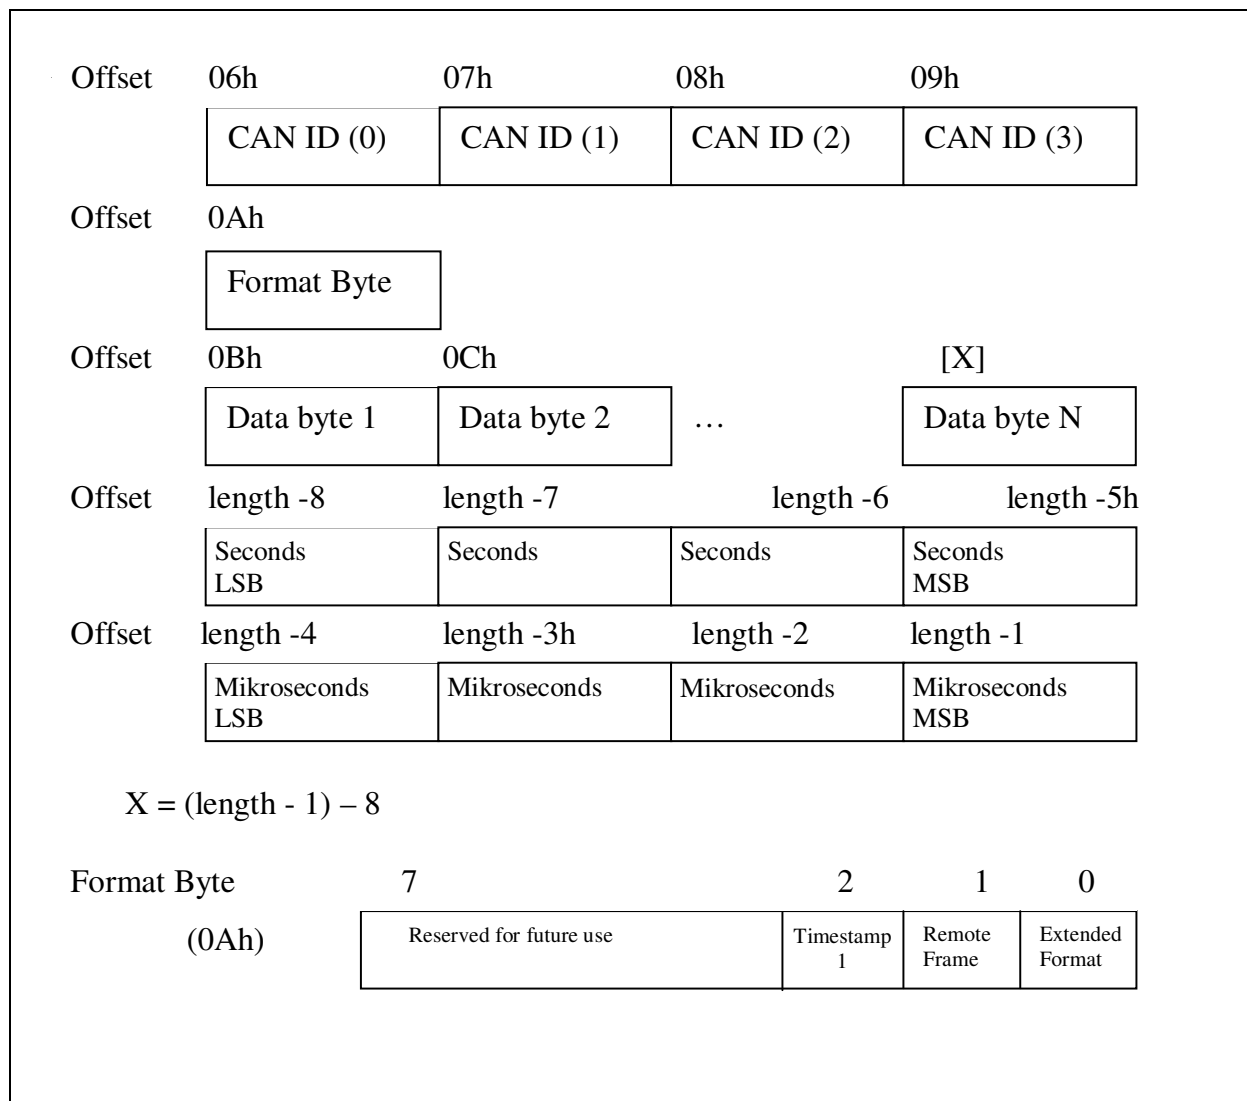 Offset 06h 07h 08h 09h
CAN ID (0) CAN ID (1) CAN ID (2) CAN ID (3)
Offset 0Ah
Format Byte
Offset 0Bh 0Ch [X]
Data byte 1 Data byte 2 … Data byte N
Offset length -8 length -7 length -6 length -5h
Seconds Seconds Seconds Seconds
LSB MSB
Offset length -4 length -3h length -2 length -1
Mikroseconds Mikroseconds Mikroseconds Mikroseconds
LSB MSB
X = (length - 1) – 8
Format Byte 7 2 1 0
(0Ah) Reserved for future use Timestamp Remote Extended
1 Frame Format